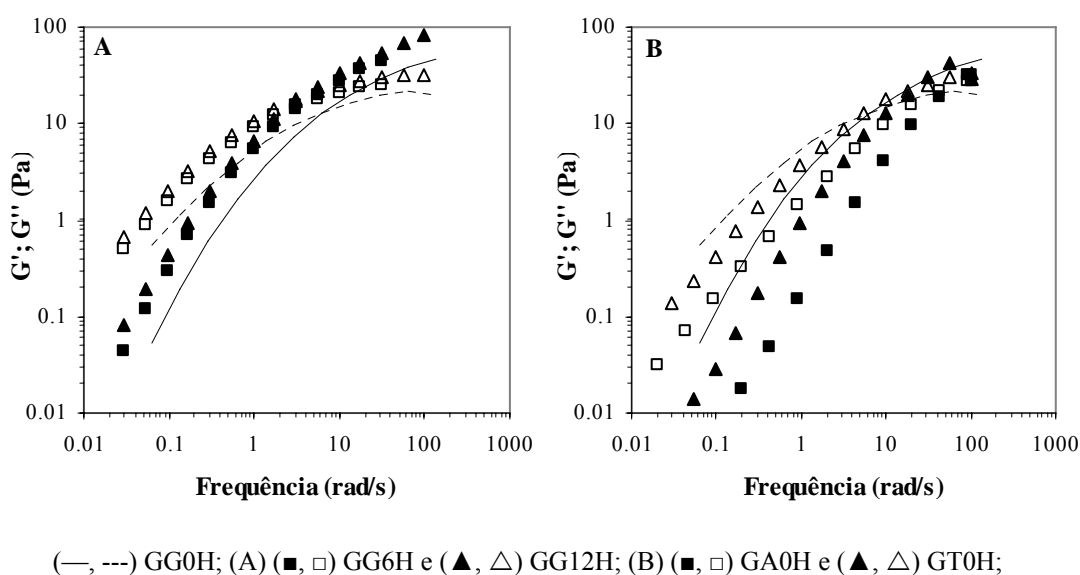 100
10
1
0.1
0.01
A
G'; G'' (Pa)
0.01 0.1 1 10 100 1000
Frequência (rad/s)
100
10
1
0.1
0.01
B
G'; G'' (Pa)
0.01 0.1 1 10 100 1000
Frequência (rad/s)
(—, ---) GG0H; (A) (■, □) GG6H e (▲, △) GG12H; (B) (■, □) GA0H e (▲, △) GT0H;